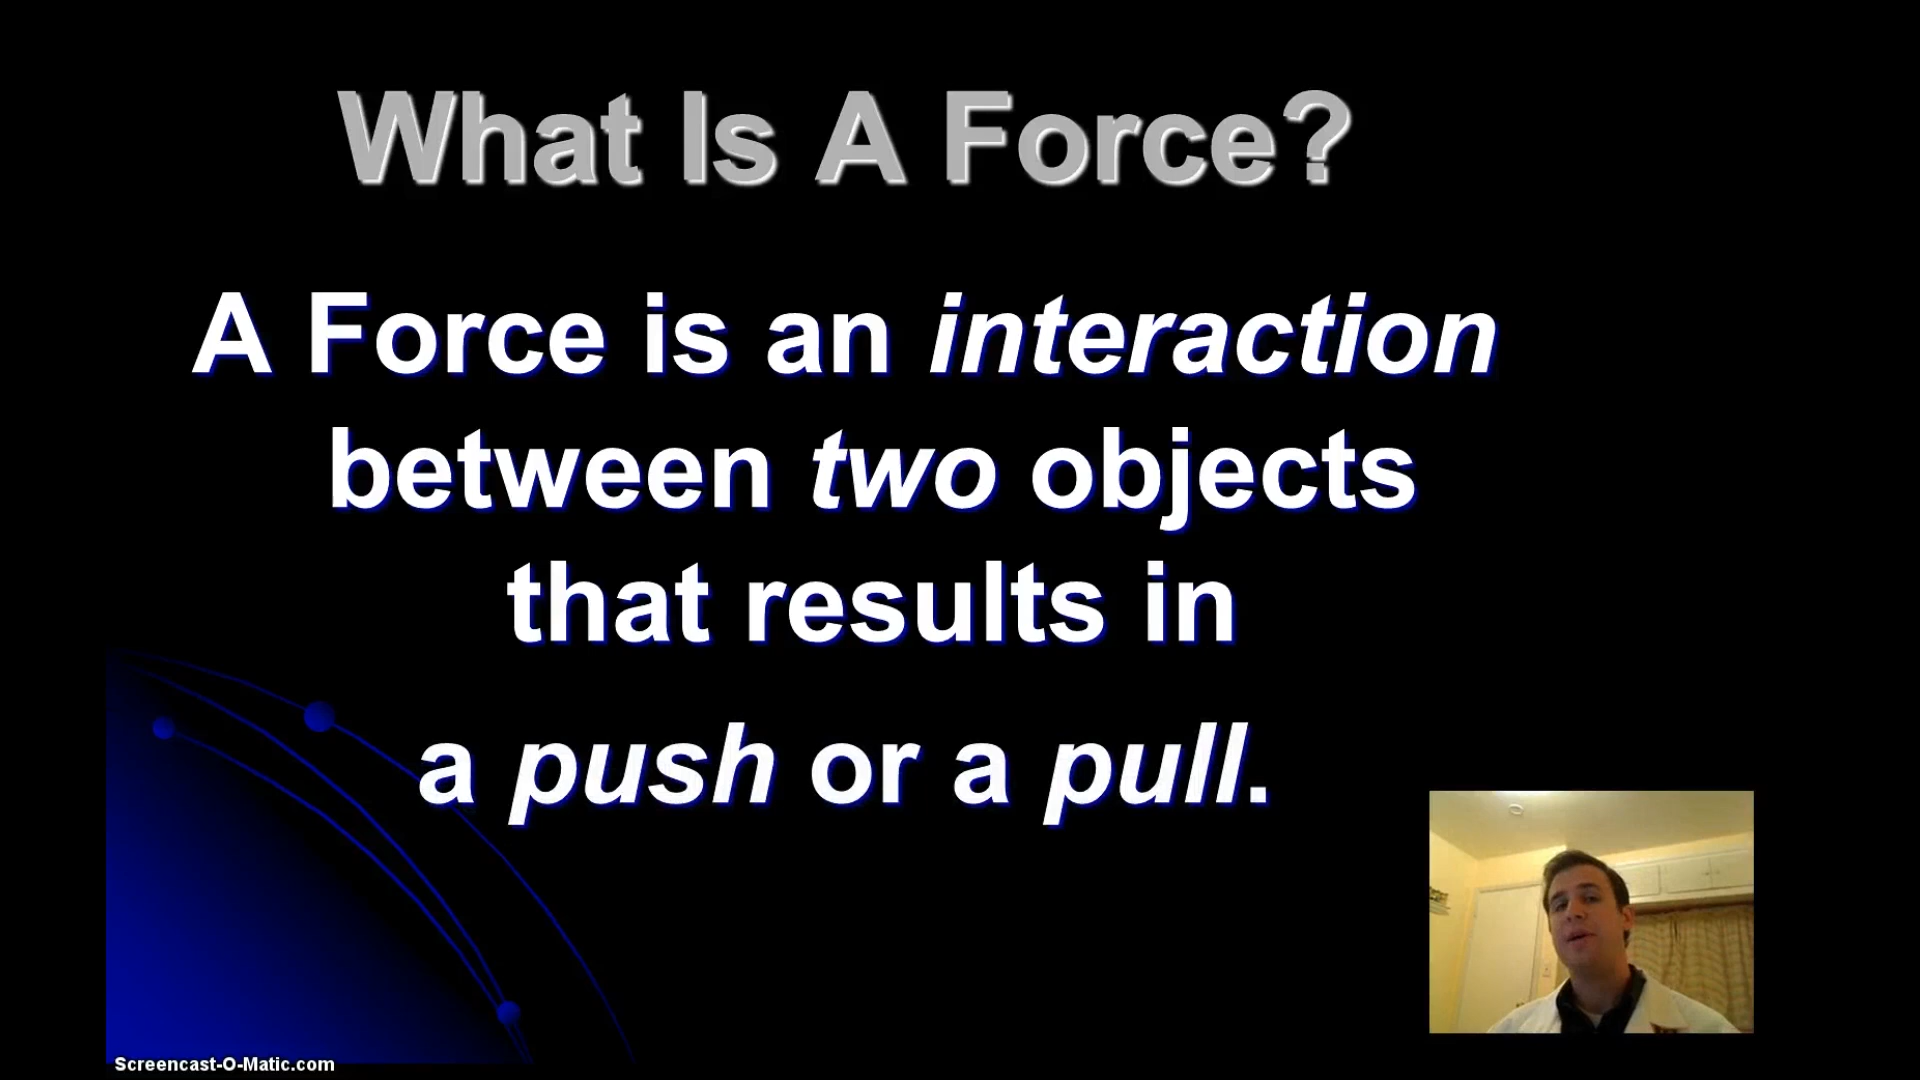 What Is A Force?
A Force is an interaction
between two objects
that results in
a push or a pull.
Screencast-O-Matic.com